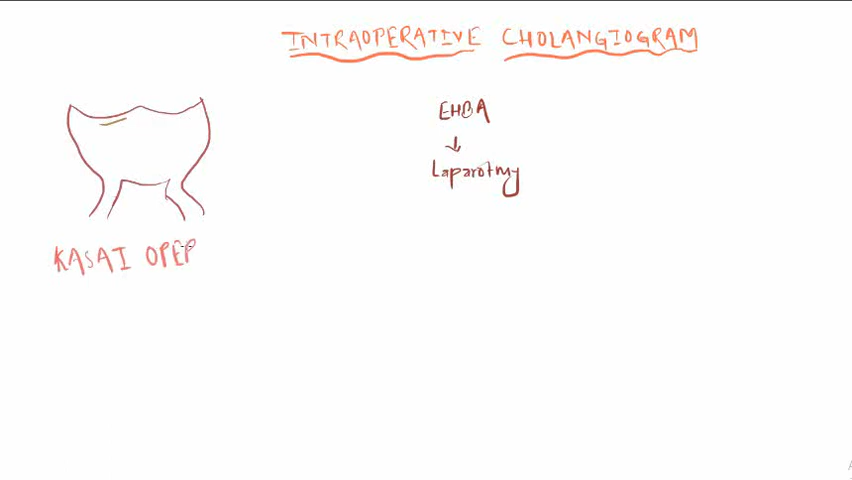 INTRAOPERATIVE CHOLANGIOGRAM
EHBA
↓
Laparotmy
KASAI OPEP